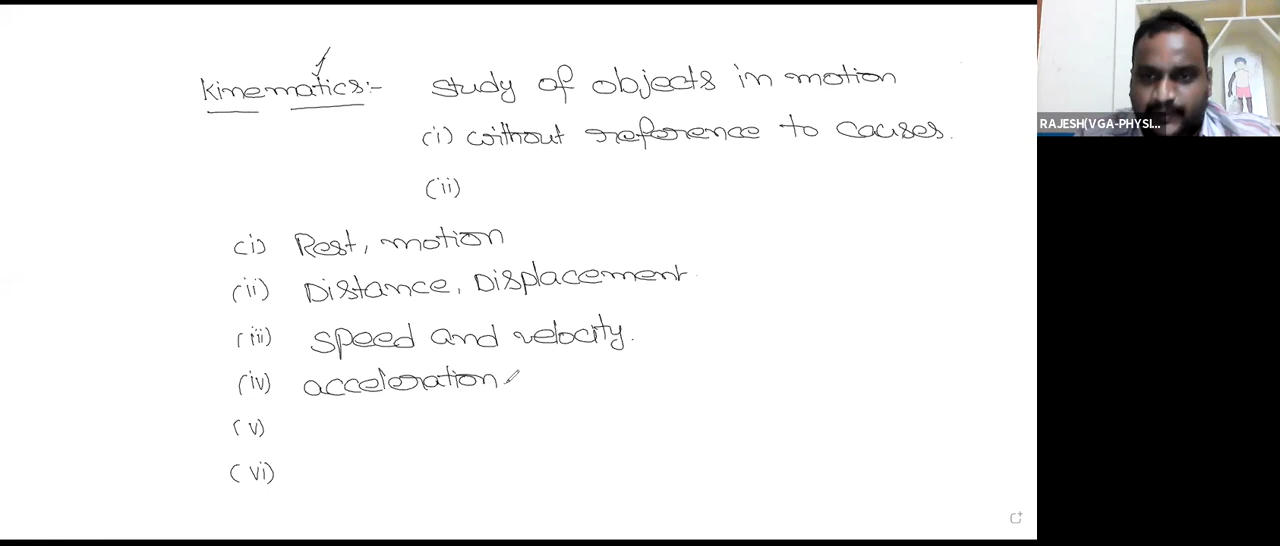 Kinematics:- Study of objects in motion
(i) without reference to causes.
(ii)
(i) Rest, motion
(ii) Distance, Displacement
(iii) speed and velocity.
(iv) acceleration
(v)
(vi)
RAJESH(VGA-PHYSI...